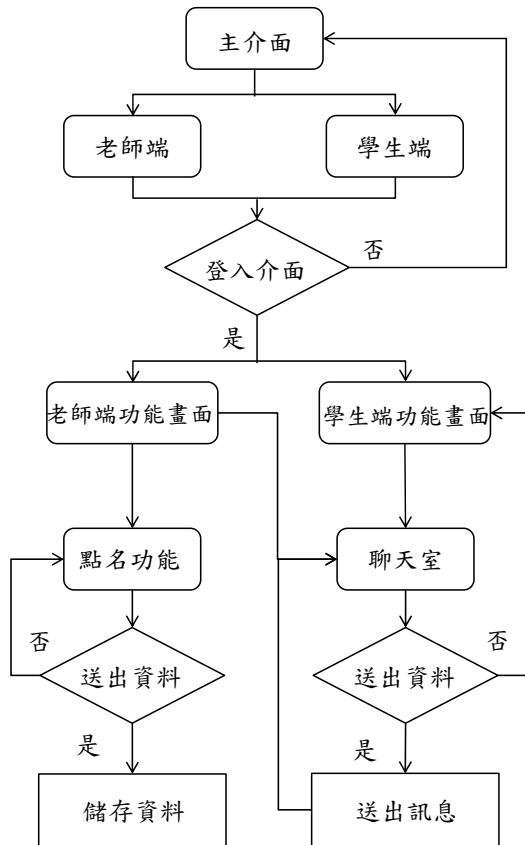 主介面
老師端
學生端
登入介面
否
是
老師端功能畫面
學生端功能畫面
點名功能
聊天室
否
送出資料
送出資料
否
是
是
儲存資料
送出訊息